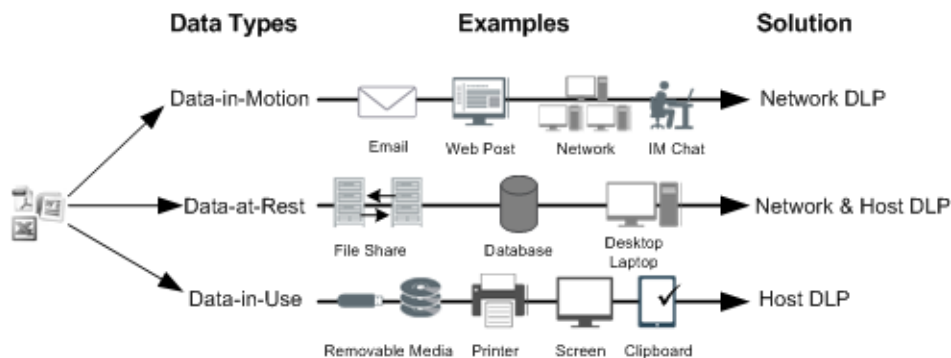 Data Types Examples Solution
Data-in-Motion Network DLP
Email Web Post Network IM Chat
Data-at-Rest Network & Host DLP
File Share Database Desktop
Laptop
Data-in-Use Host DLP
Removable Media Printer Screen Clipboard